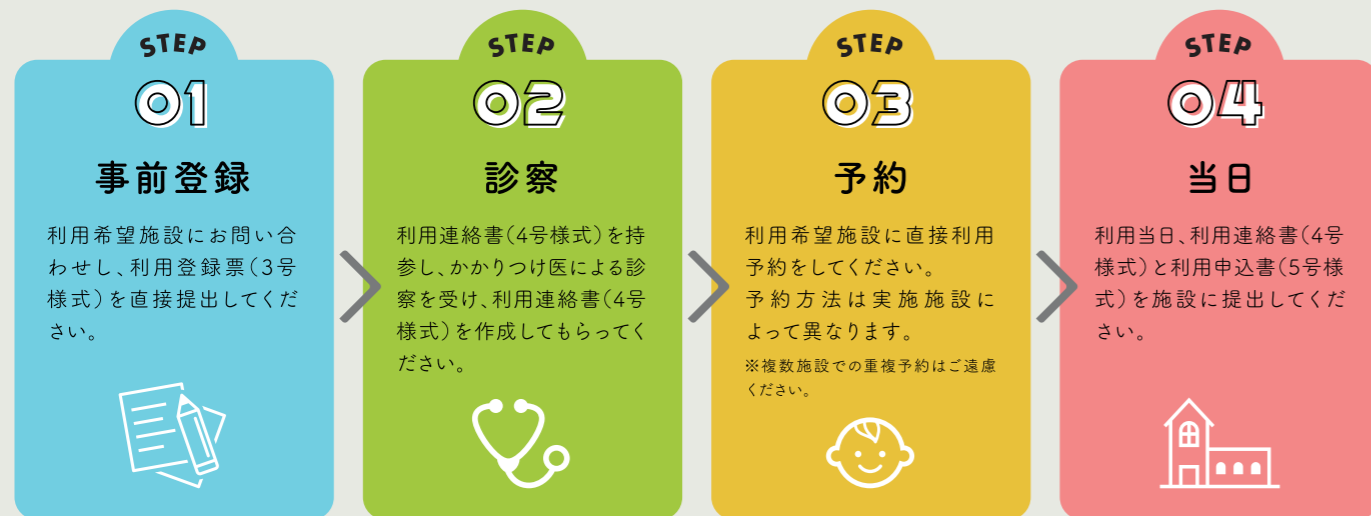 STEP
01
事前登録
利用希望施設にお問い合
わせし、利用登録票(3号
様式)を直接提出してくだ
さい。
STEP
02
診察
利用連絡書(4号様式)を持
参し、かかりつけ医による診
察を受け、利用連絡書(4号
様式)を作成してもらってく
ださい。
STEP
03
予約
利用希望施設に直接利用
予約をしてください。
予約方法は実施施設に
よって異なります。
※複数施設での重複予約はご遠慮
ください。
STEP
04
当日
利用当日、利用連絡書(4号
様式)と利用申込書(5号様
式)を施設に提出してくだ
さい。